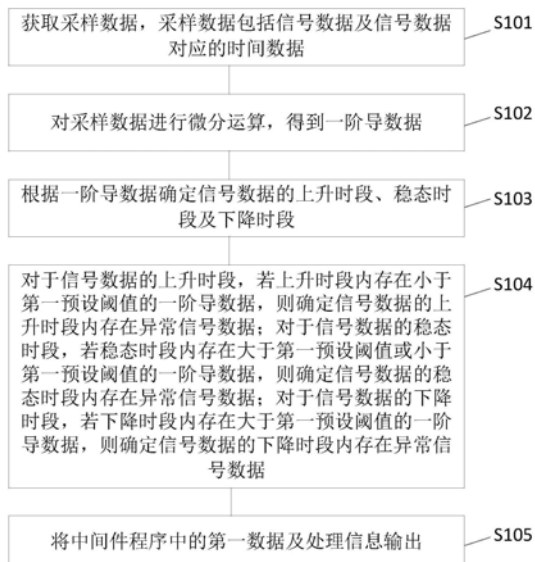 获取采样数据，采样数据包括信号数据及信号数据
对应的时间数据
S101
对采样数据进行微分运算，得到一阶导数据
S102
根据一阶导数据确定信号数据的上升时段、稳态时
段及下降时段
S103
对于信号数据的上升时段，若上升时段内存在小于
第一预设阈值的一阶导数据，则确定信号数据的上
升时段内存在异常信号数据；对于信号数据的稳态
时段，若稳态时段内存在大于第一预设阈值或小于
第一预设阈值的一阶导数据，则确定信号数据的稳
态时段内存在异常信号数据；对于信号数据的下降
时段，若下降时段内存在大于第一预设阈值的一阶
导数据，则确定信号数据的下降时段内存在异常信
号数据
S104
将中间件程序中的第一数据及处理信息输出
S105